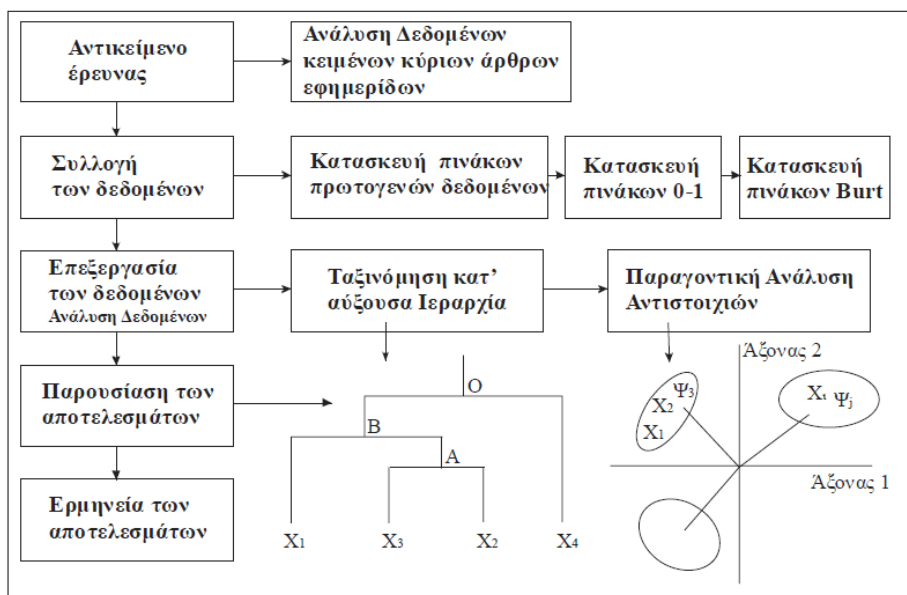 Αντικείμενο
έρευνας
Ανάλυση Δεδομένων
κειμένων κύριων άρθρων
εφημερίδων
Συλλογή
των δεδομένων
Κατασκευή πινάκων
πρωτογενών δεδομένων
Κατασκευή
πινάκων 0-1
Κατασκευή
πινάκων Burt
Επεξεργασία
των δεδομένων
Ανάλυση Δεδομένων
Ταξινόμηση κατ’
αύξουσα Ιεραρχία
Παραγοντική Ανάλυση
Αντιστοιχιών
Παρουσίαση των
αποτελεσμάτων
Ερμηνεία των
αποτελεσμάτων
O
B
A
X1
X3
X2
X4
Άξονας 2
Ψ3
X2
X1
Xι Ψj
Άξονας 1